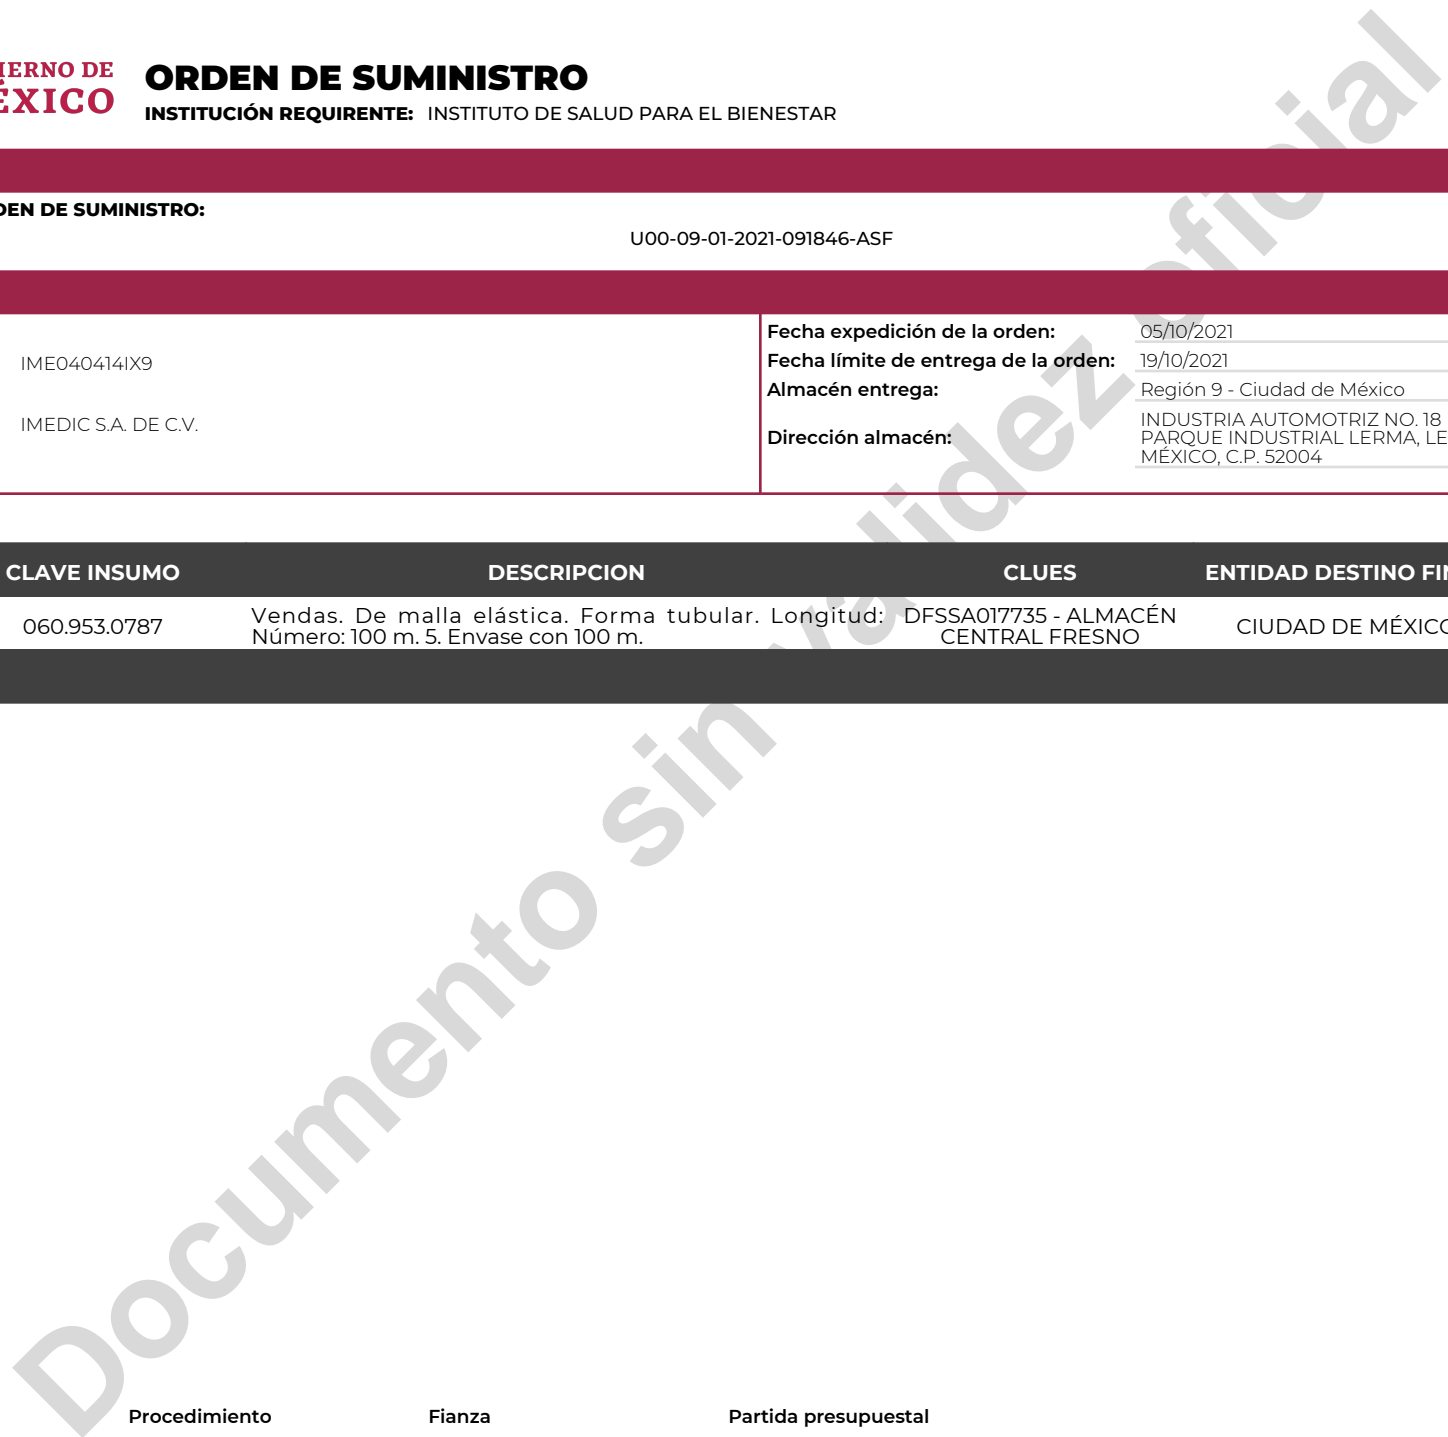 IERNO DE
ÉXICO
ORDEN DE SUMINISTRO
INSTITUCIÓN REQUIRENTE: INSTITUTO DE SALUD PARA EL BIENESTAR
DEN DE SUMINISTRO:
U00-09-01-2021-091846-ASF
IME040414IX9
IMEDIC S.A. DE C.V.
Fecha expedición de la orden: 05/10/2021
Fecha límite de entrega de la orden: 19/10/2021
Almacén entrega: Región 9 - Ciudad de México
Dirección almacén:
INDUSTRIA AUTOMOTRIZ NO. 18
PARQUE INDUSTRIAL LERMA, LE
MÉXICO, C.P. 52004
CLAVE INSUMO DESCRIPCION CLUES ENTIDAD DESTINO FIN
060.953.0787
Vendas. De malla elástica. Forma tubular. Longitud:
Número: 100 m. 5. Envase con 100 m.
DFSSA017735 - ALMACÉN
CENTRAL FRESNO
CIUDAD DE MÉXICO
Documento sin validez oficial
Procedimiento Fianza Partida presupuestal